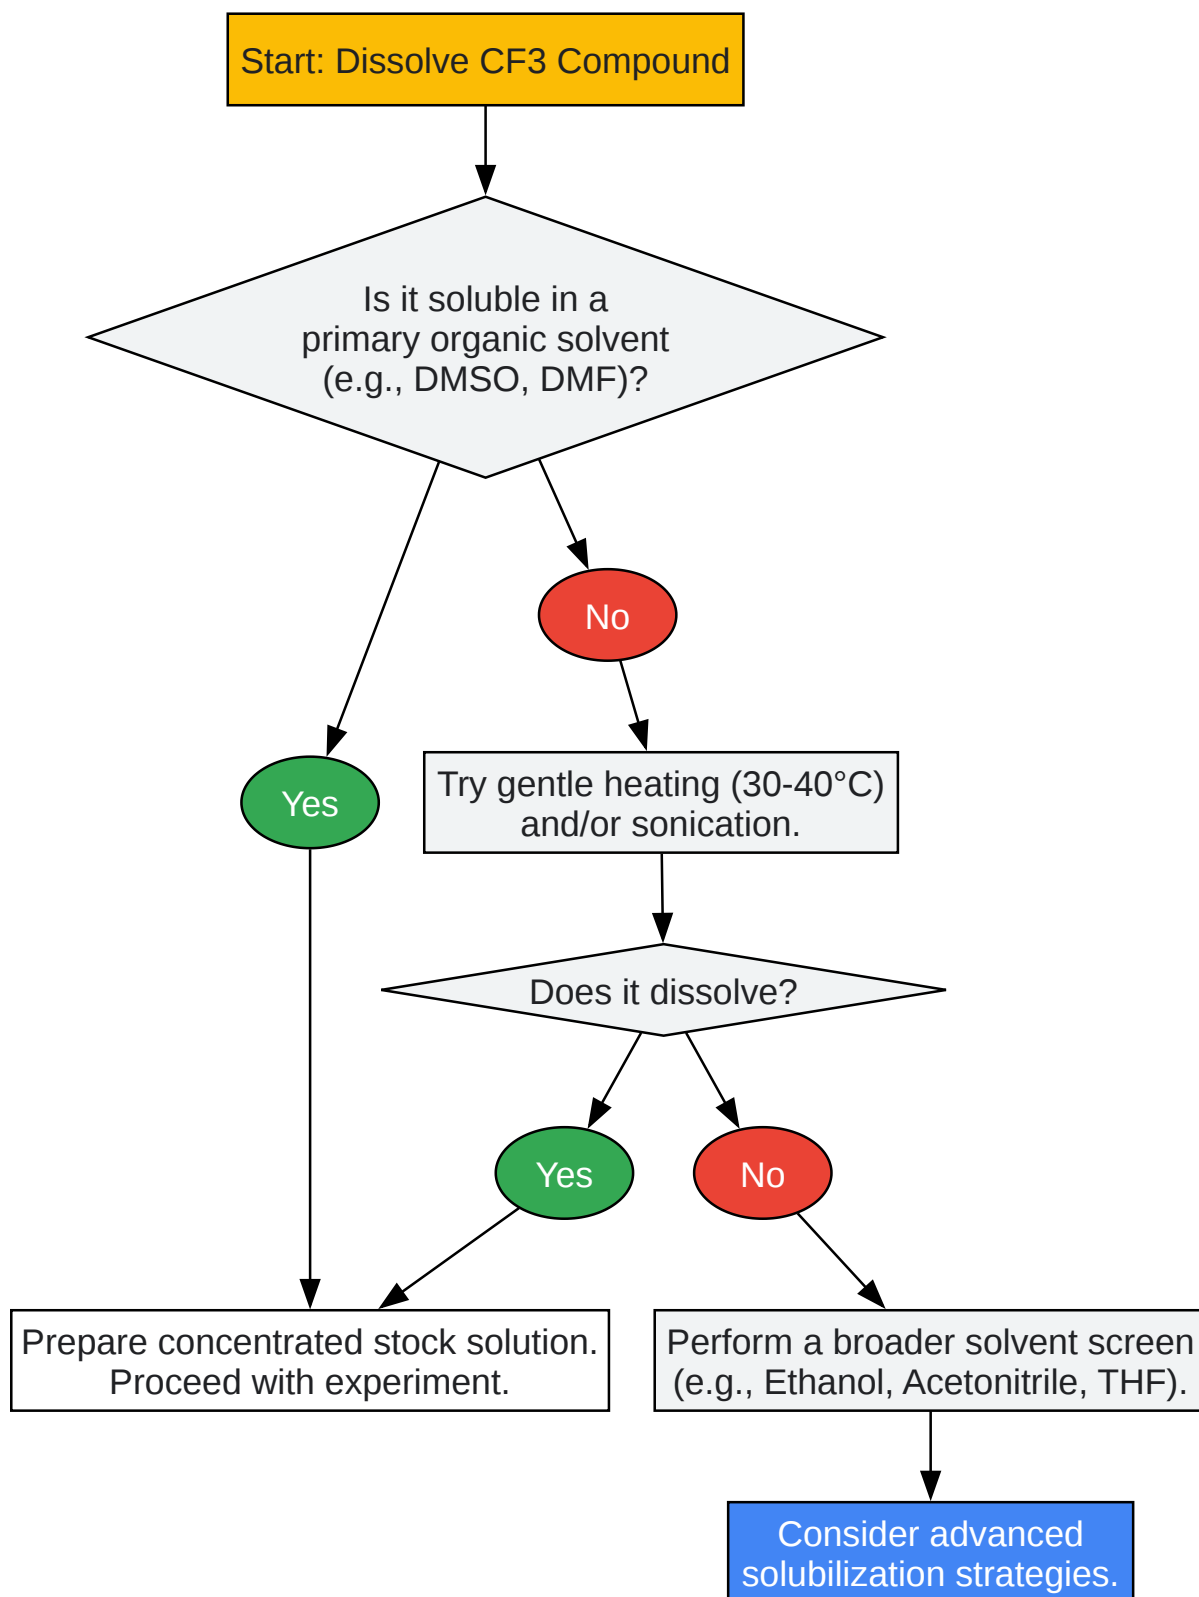 Start: Dissolve CF3 Compound
Is it soluble in a
primary organic solvent
(e.g., DMSO, DMF)?
No
Yes
Try gentle heating (30-40°C)
and/or sonication.
Does it dissolve?
Yes
No
Prepare concentrated stock solution.
Proceed with experiment.
Perform a broader solvent screen
(e.g., Ethanol, Acetonitrile, THF).
Consider advanced
solubilization strategies.